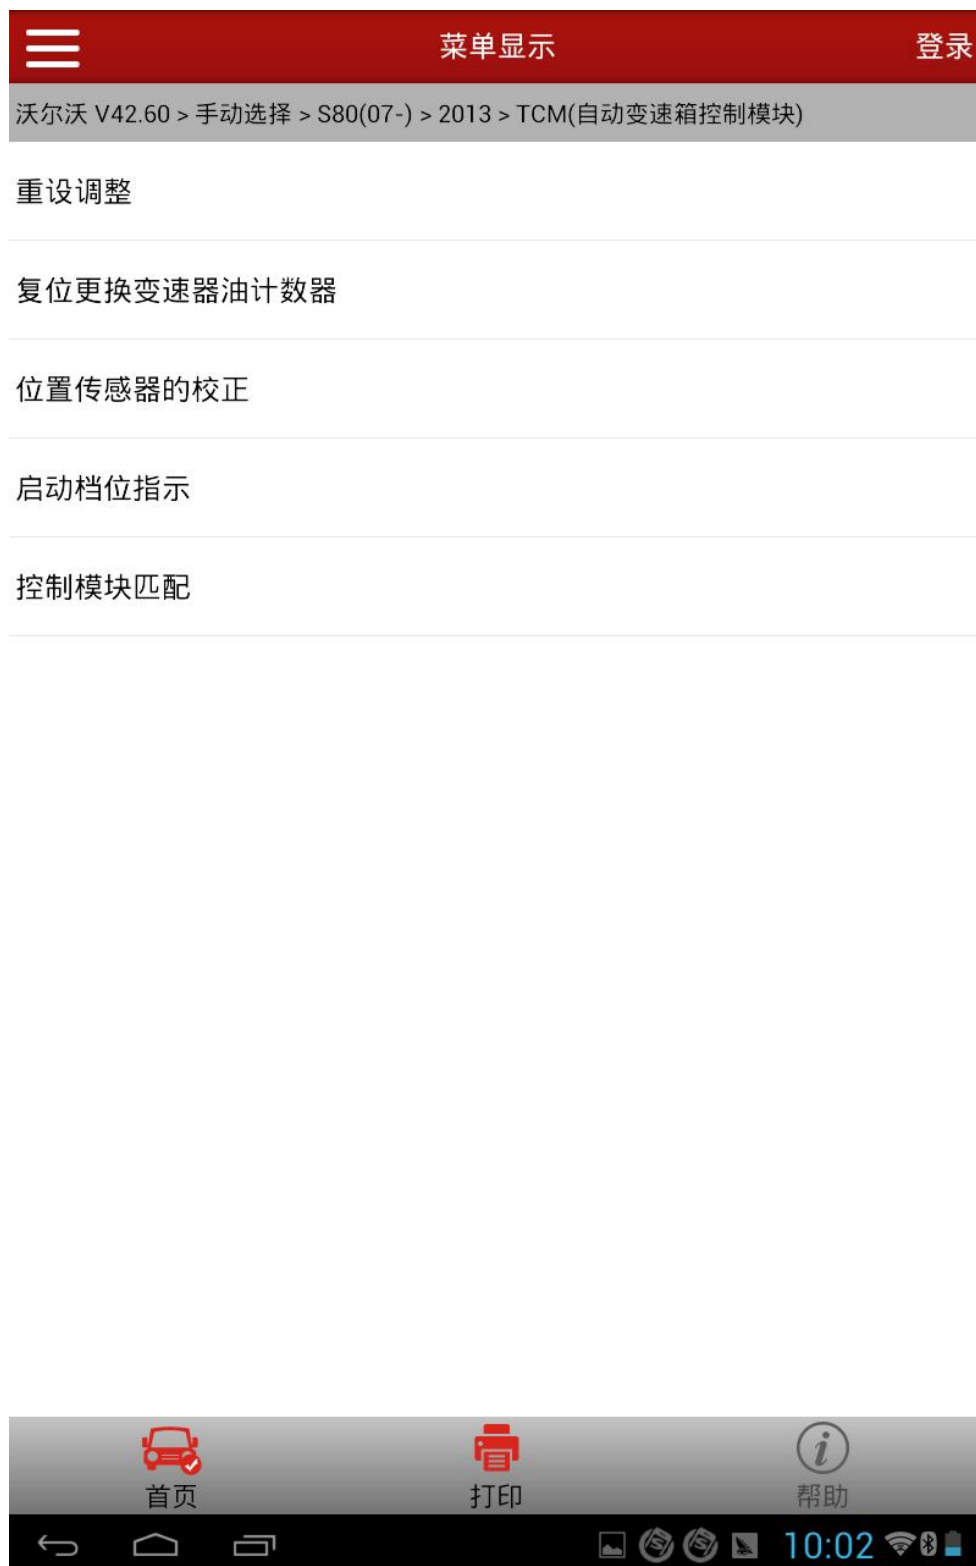 菜单显示
登录
沃尔沃 V42.60 > 手动选择 > S80(07-) > 2013 > TCM(自动变速箱控制模块)
重设调整
复位更换变速器油计数器
位置传感器的校正
启动档位指示
控制模块匹配
首页
打印
帮助
10:02